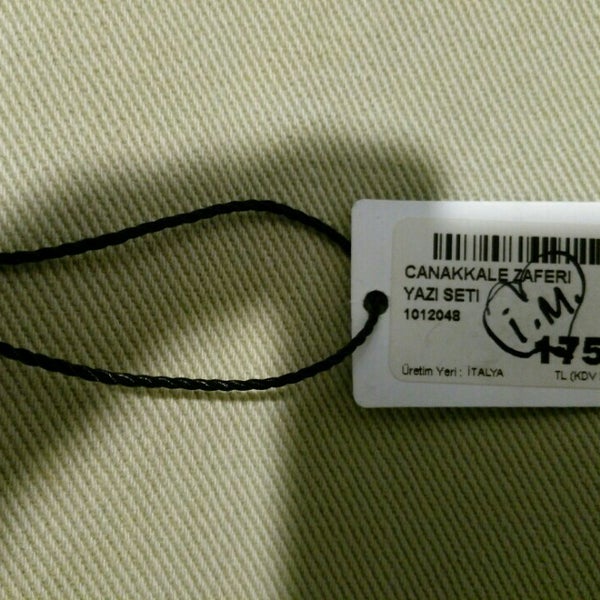 CANAKKALE ZAFERI
YAZI SETI
1012048
İ.M.
175
Üretim Yeri : İTALYA
TL (KDV